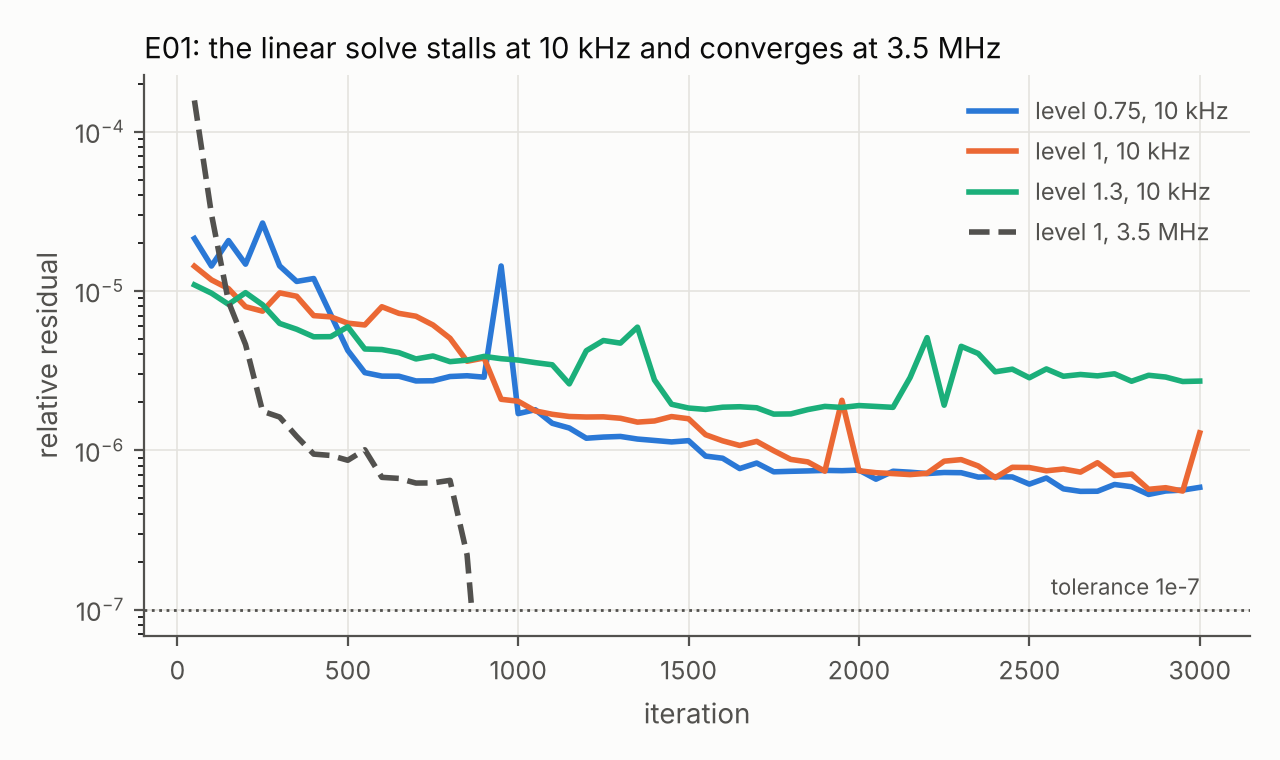 E01: the linear solve stalls at 10 kHz and converges at 3.5 MHz
level 0.75, 10 kHz
level 1, 10 kHz
level 1.3, 10 kHz
level 1, 3.5 MHz
relative residual
10⁻⁴
10⁻⁵
10⁻⁶
10⁻⁷
tolerance 1e-7
0 500 1000 1500 2000 2500 3000
iteration